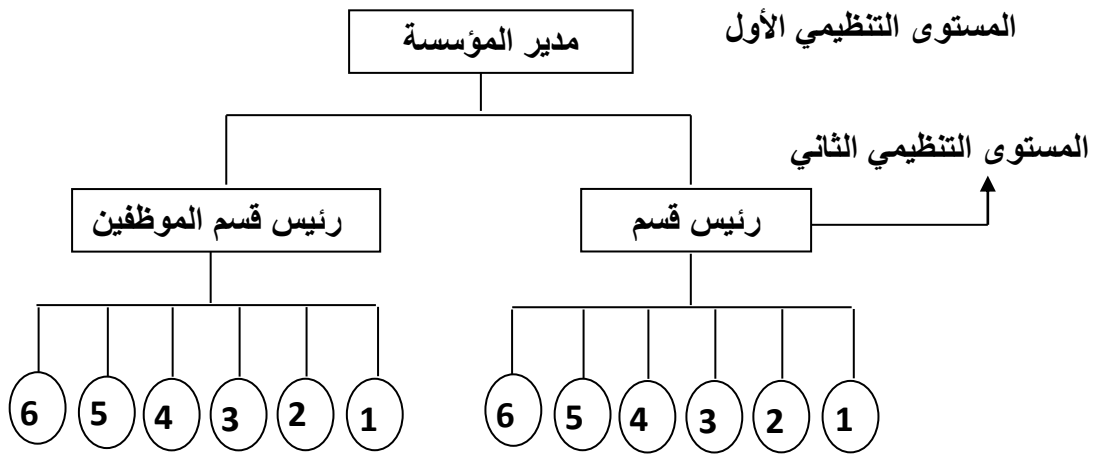 المستوى التنظيمي الأول
مدير المؤسسة
المستوى التنظيمي الثاني
رئيس قسم
رئيس قسم الموظفين
6 5 4 3 2 1
6 5 4 3 2 1